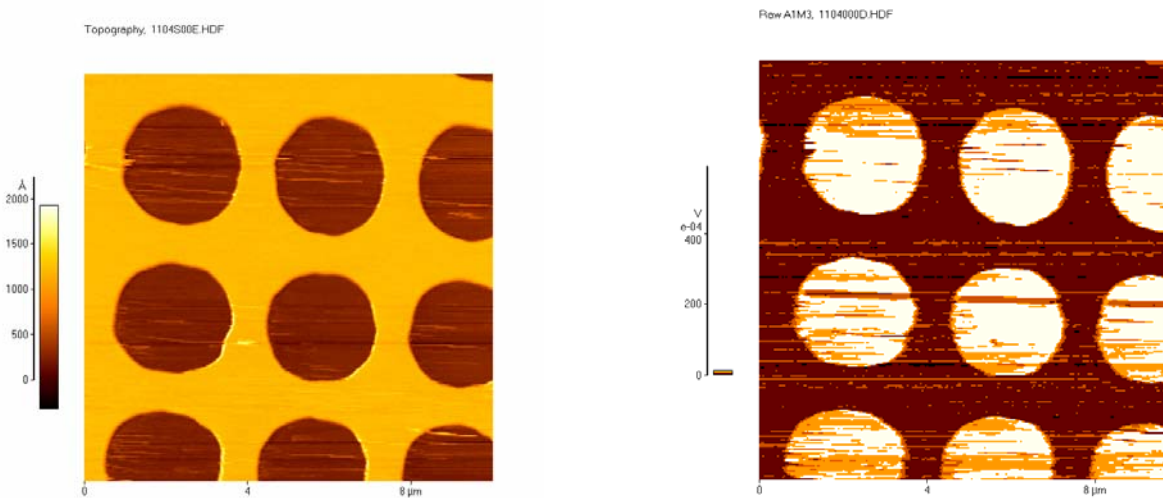 Topography, 1104S00E.HDF
Å
2000
1500
1000
500
0
0 4 8 µm
Raw A1M3, 1104000D.HDF
V
e-04
400
200
0
0 4 8 µm